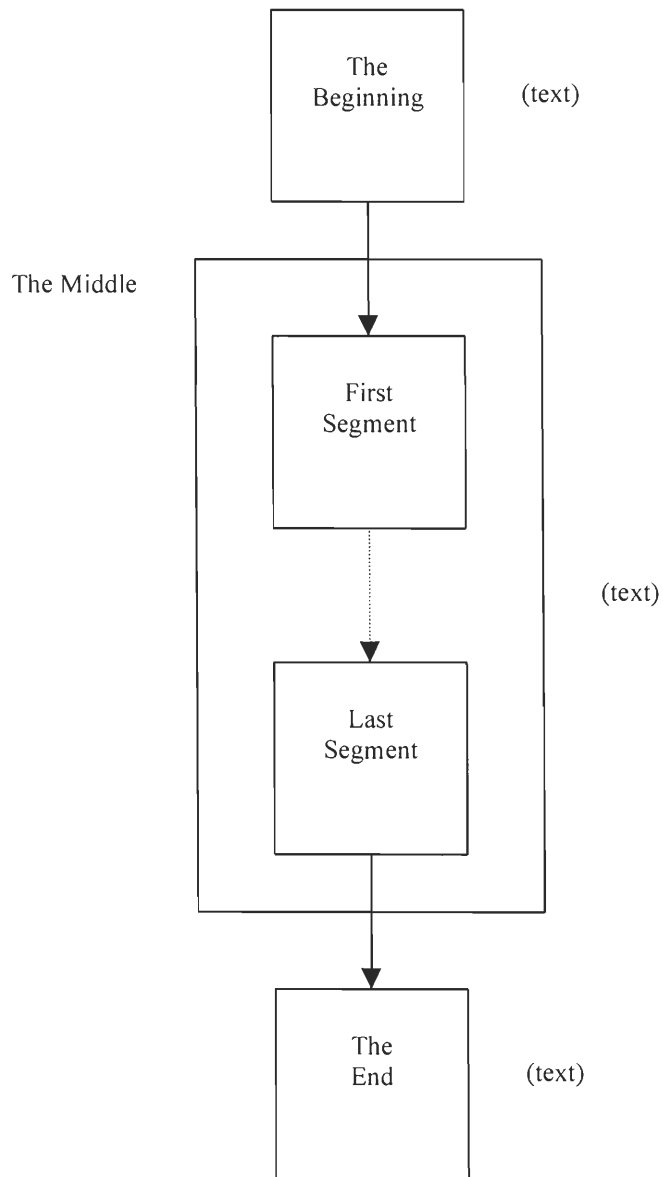 The
Beginning
(text)
The Middle
First
Segment
(text)
Last
Segment
The
End
(text)